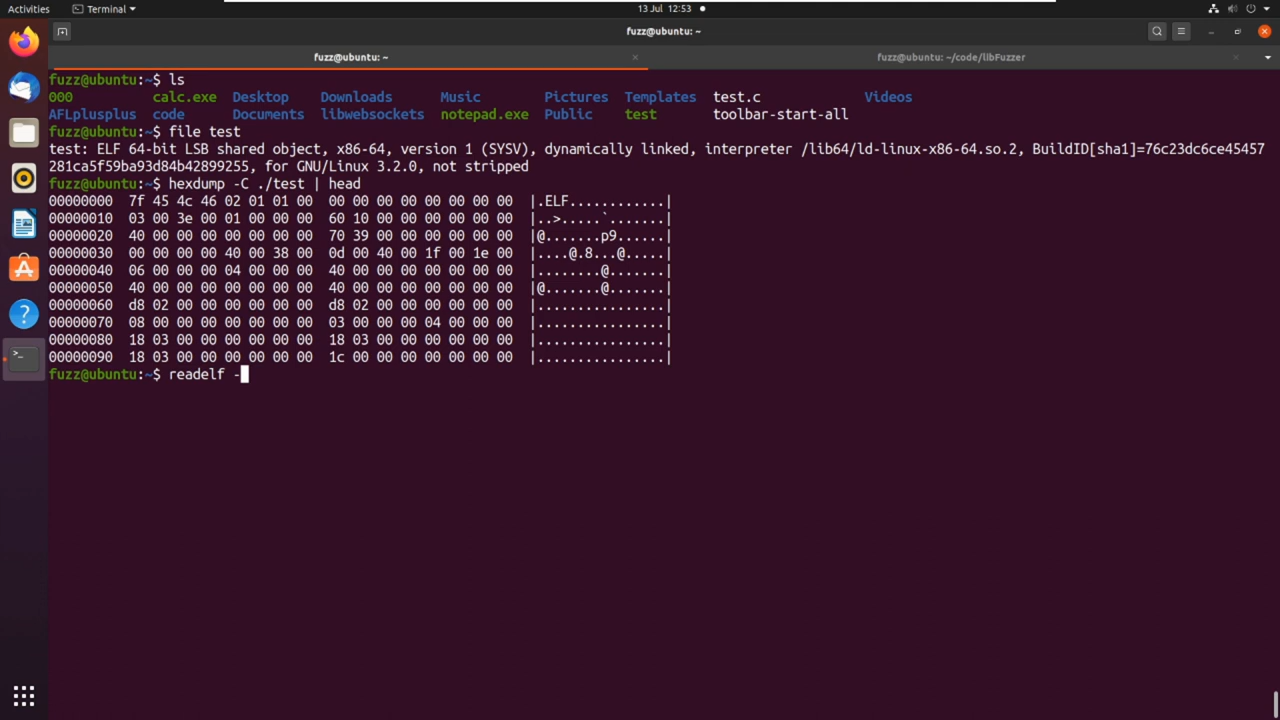 Activities Terminal 13 Jul 12:53
fuzz@ubuntu: ~
fuzz@ubuntu: ~ fuzz@ubuntu: ~/code/libFuzzer
fuzz@ubuntu:~$ ls
000 calc.exe Desktop Downloads Music Pictures Templates test.c Videos
AFLplusplus code Documents libwebsockets notepad.exe Public test toolbar-start-all
fuzz@ubuntu:~$ file test
test: ELF 64-bit LSB shared object, x86-64, version 1 (SYSV), dynamically linked, interpreter /lib64/ld-linux-x86-64.so.2, BuildID[sha1]=76c23dc6ce45457
281ca5f59ba93d84b42899255, for GNU/Linux 3.2.0, not stripped
fuzz@ubuntu:~$ hexdump -C ./test | head
00000000 7f 45 4c 46 02 01 01 00 00 00 00 00 00 00 00 00 |.ELF............|
00000010 03 00 3e 00 01 00 00 00 60 10 00 00 00 00 00 00 |..>.....`.......|
00000020 40 00 00 00 00 00 00 00 70 39 00 00 00 00 00 00 |@.......p9......|
00000030 00 00 00 00 40 00 38 00 0d 00 40 00 1f 00 1e 00 |....@.8...@.....|
00000040 06 00 00 00 04 00 00 00 40 00 00 00 00 00 00 00 |........@.......|
00000050 40 00 00 00 00 00 00 00 40 00 00 00 00 00 00 00 |@.......@.......|
00000060 d8 02 00 00 00 00 00 00 d8 02 00 00 00 00 00 00 |................|
00000070 08 00 00 00 00 00 00 00 03 00 00 00 04 00 00 00 |................|
00000080 18 03 00 00 00 00 00 00 18 03 00 00 00 00 00 00 |................|
00000090 18 03 00 00 00 00 00 00 1c 00 00 00 00 00 00 00 |................|
fuzz@ubuntu:~$ readelf -